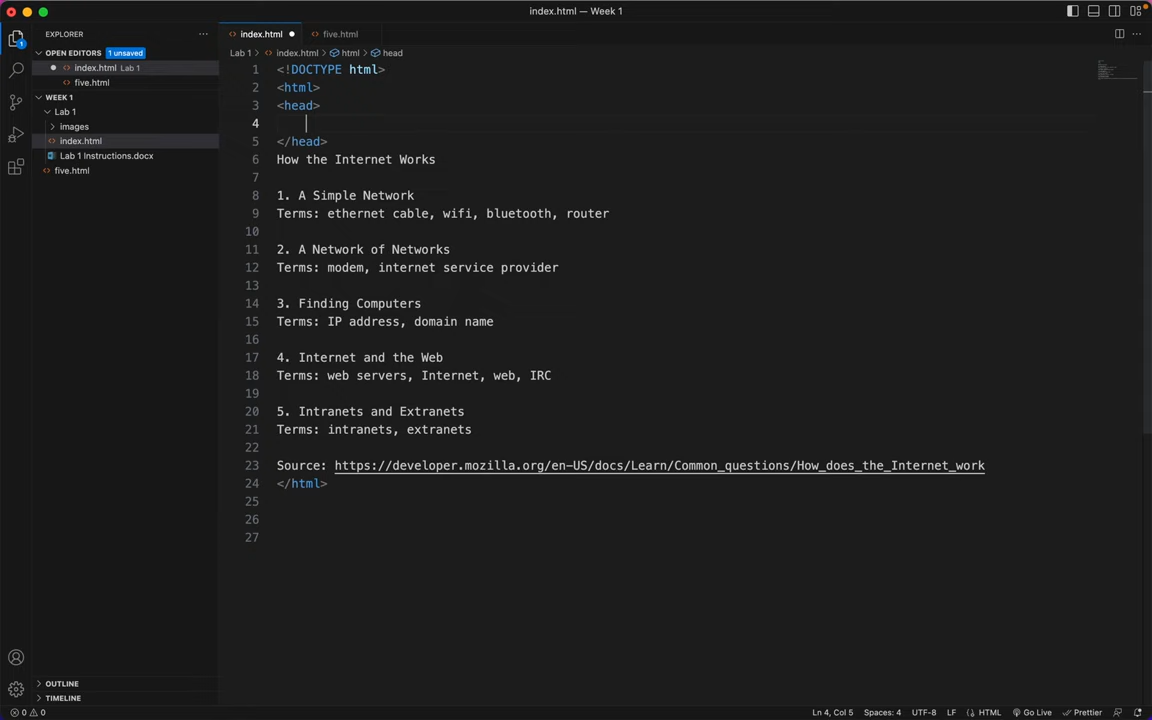 index.html — Week 1
EXPLORER
OPEN EDITORS 1 unsaved
index.html Lab 1
five.html
WEEK 1
Lab 1
images
index.html
Lab 1 Instructions.docx
five.html
OUTLINE
TIMELINE
index.html
five.html
Lab 1 > index.html > html > head
1 <!DOCTYPE html>
2 <html>
3 <head>
4
5 </head>
6 How the Internet Works
7
8 1. A Simple Network
9 Terms: ethernet cable, wifi, bluetooth, router
10
11 2. A Network of Networks
12 Terms: modem, internet service provider
13
14 3. Finding Computers
15 Terms: IP address, domain name
16
17 4. Internet and the Web
18 Terms: web servers, Internet, web, IRC
19
20 5. Intranets and Extranets
21 Terms: intranets, extranets
22
23 Source: https://developer.mozilla.org/en-US/docs/Learn/Common_questions/How_does_the_Internet_work
24 </html>
25
26
27
0 0 Ln 4, Col 5 Spaces: 4 UTF-8 LF HTML Go Live Prettier